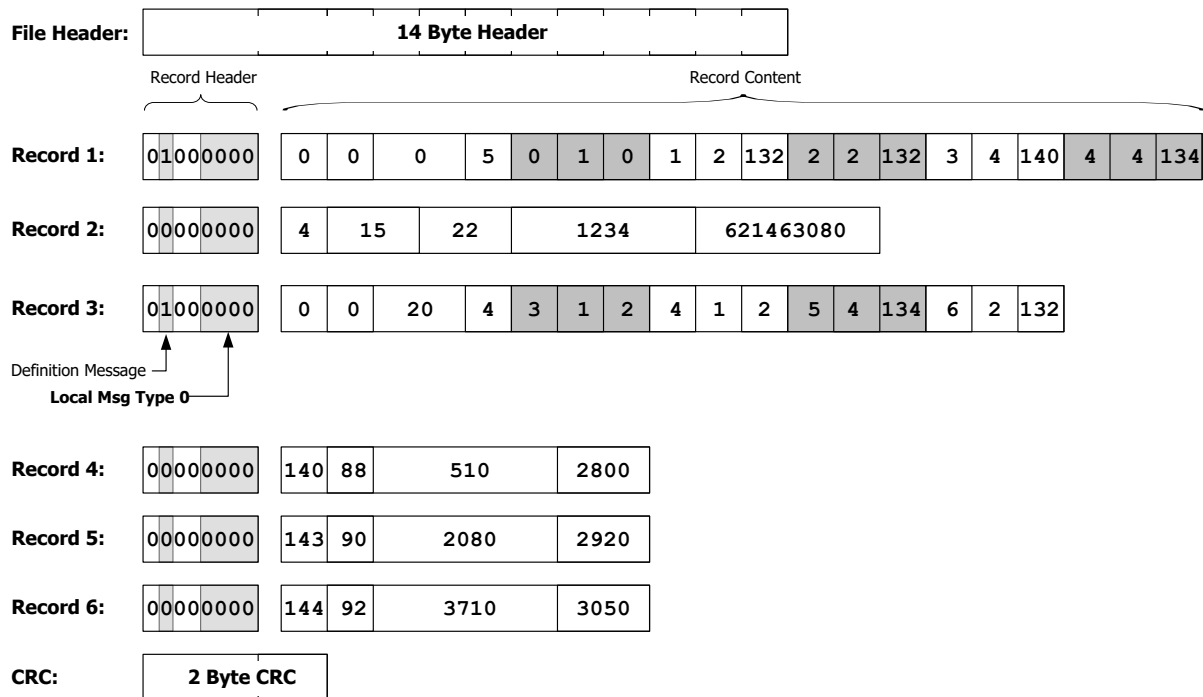 File Header: 14 Byte Header
Record Header Record Content
Record 1: 01000000 0 0 0 5 0 1 0 1 2 132 2 2 132 3 4 140 4 4 134
Record 2: 00000000 4 15 22 1234 621463080
Record 3: 01000000 0 0 20 4 3 1 2 4 1 2 5 4 134 6 2 132
Definition Message
Local Msg Type 0
Record 4: 00000000 140 88 510 2800
Record 5: 00000000 143 90 2080 2920
Record 6: 00000000 144 92 3710 3050
CRC: 2 Byte CRC